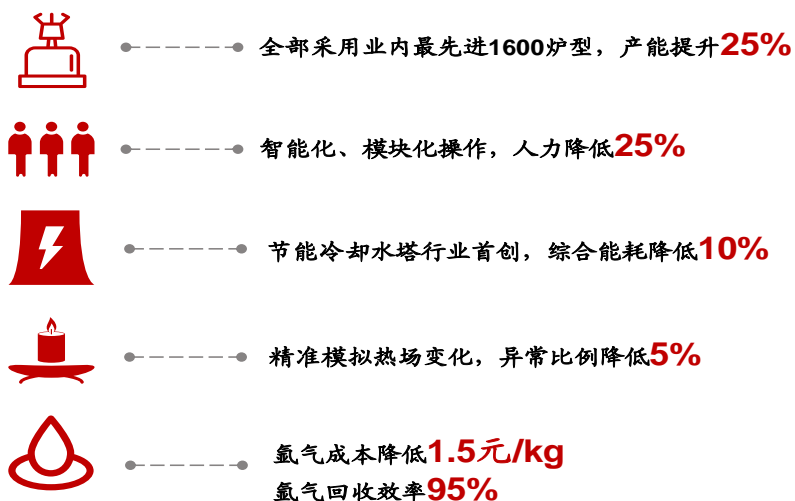 全部采用业内最先进1600炉型，产能提升25%
智能化、模块化操作，人力降低25%
节能冷却水塔行业首创，综合能耗降低10%
精准模拟热场变化，异常比例降低5%
氩气成本降低1.5元/kg
氩气回收效率95%